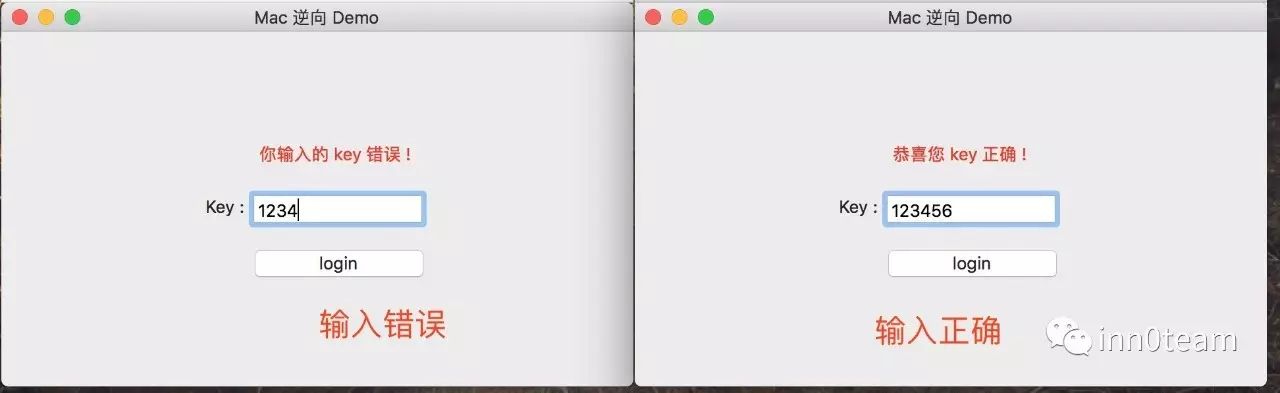 Mac 逆向 Demo
你输入的 key 错误！
Key : 1234
login
输入错误
Mac 逆向 Demo
恭喜您 key 正确！
Key : 123456
login
输入正确
inn0team